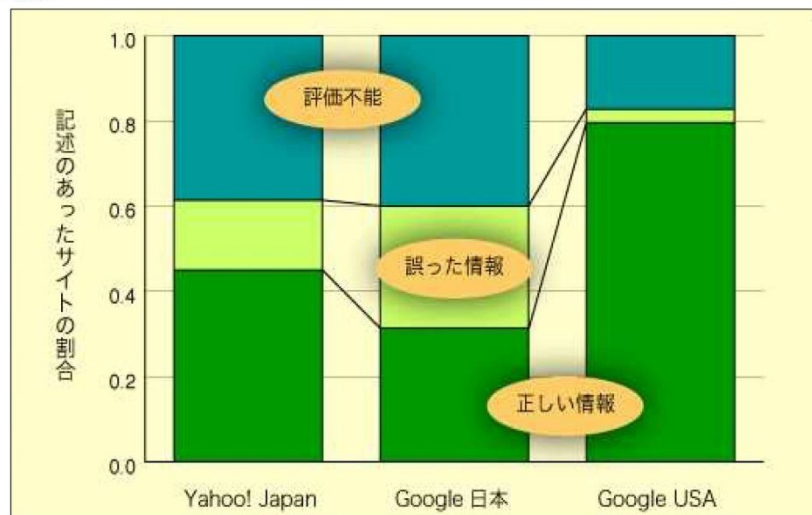 記述のあったサイトの割合
1.0
0.8
0.6
0.4
0.2
0.0
評価不能
誤った情報
正しい情報
Yahoo! Japan
Google 日本
Google USA